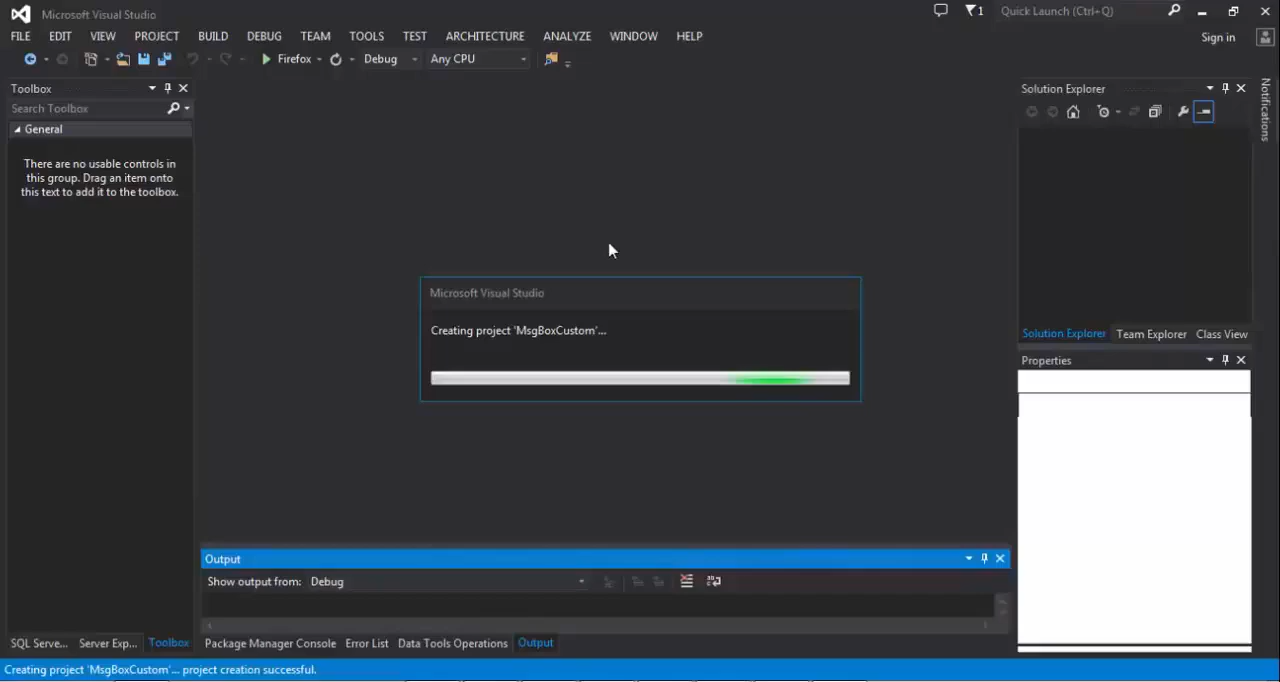 Microsoft Visual Studio
1
Quick Launch (Ctrl+Q)
FILE EDIT VIEW PROJECT BUILD DEBUG TEAM TOOLS TEST ARCHITECTURE ANALYZE WINDOW HELP
Sign in
Firefox Debug Any CPU
Toolbox
Search Toolbox
General
There are no usable controls in
this group. Drag an item onto
this text to add it to the toolbox.
Microsoft Visual Studio
Creating project 'MsgBoxCustom'...
Solution Explorer
Notifications
Solution Explorer Team Explorer Class View
Properties
Output
Show output from: Debug
SQL Serve... Server Exp... Toolbox
Package Manager Console Error List Data Tools Operations Output
Creating project 'MsgBoxCustom'... project creation successful.